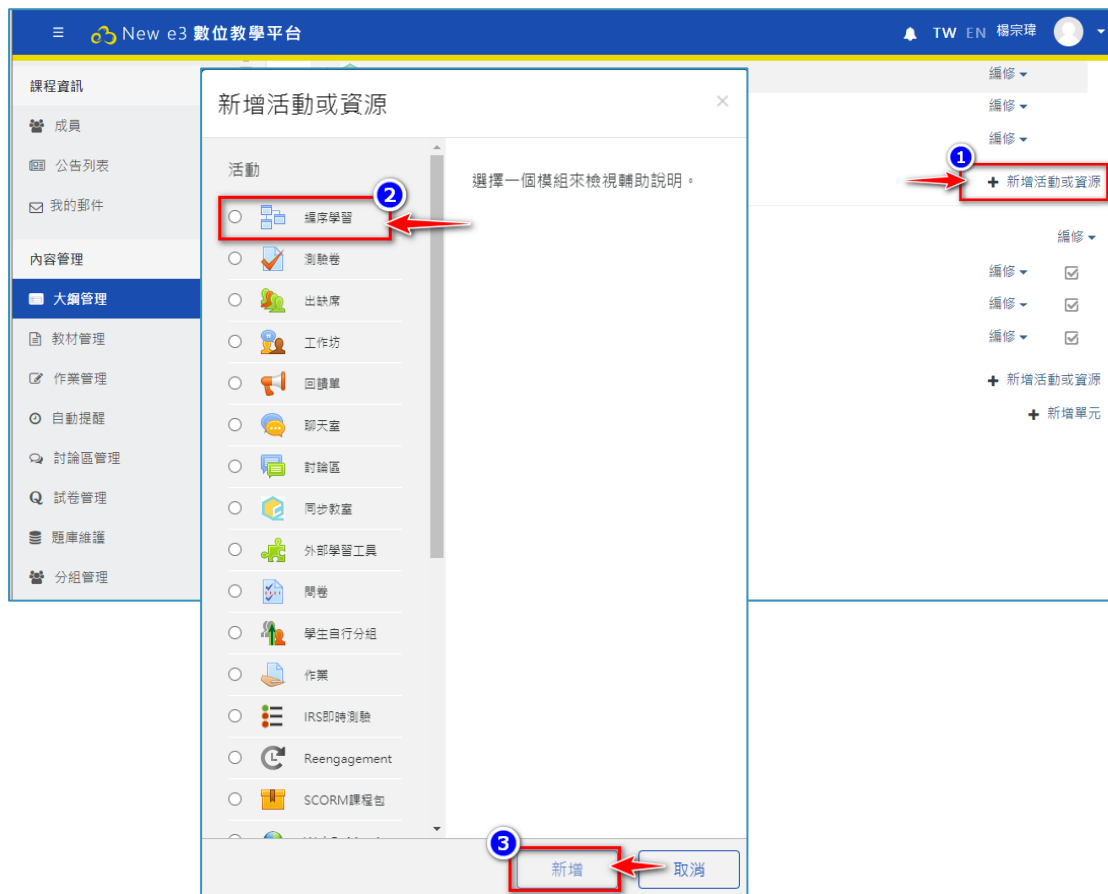 New e3 數位教學平台
TW EN 楊宗瑋
課程資訊
成員
公告列表
我的郵件
內容管理
大綱管理
教材管理
作業管理
自動提醒
討論區管理
Q 試卷管理
題庫維護
分組管理
新增活動或資源
×
活動
2
編序學習
測驗卷
出缺席
工作坊
回饋單
聊天室
討論區
同步教室
外部學習工具
問卷
學生自行分組
作業
IRS即時測驗
Reengagement
SCORM課程包
選擇一個模組來檢視輔助說明。
3
新增
取消
編修
編修
編修
1
+ 新增活動或資源
編修
編修
編修
編修
+ 新增活動或資源
+ 新增單元